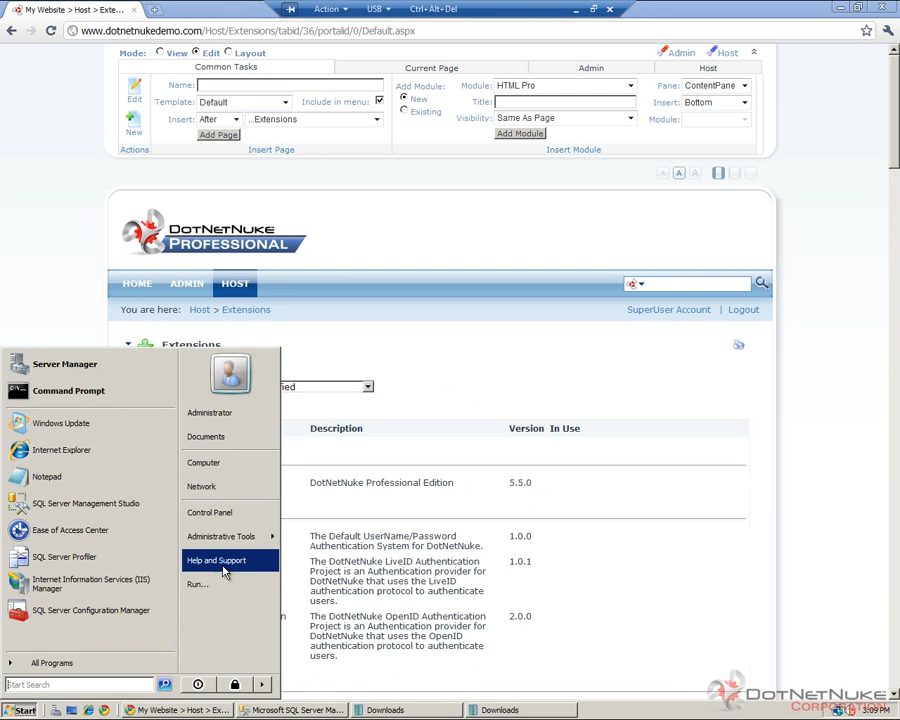 My Website > Host > Exte...
Action
USB
Ctrl+Alt+Del
www.dotnetnukedemo.com/Host/Extensions/tabid/36/portalid/0/Default.aspx
Mode: View Edit Layout
Admin Host
Common Tasks
Current Page
Admin
Host
Edit
New
Actions
Name:
Template: Default
Include in menu:
Insert: After
...Extensions
Add Page
Insert Page
Add Module:
New
Existing
Module: HTML Pro
Title:
Visibility: Same As Page
Add Module
Insert Module
Pane: ContentPane
Insert: Bottom
Module:
A A A
DOTNETNUKE
PROFESSIONAL
HOME ADMIN HOST
You are here: Host > Extensions
SuperUser Account | Logout
Extensions
ified
Description
Version In Use
DotNetNuke Professional Edition
5.5.0
The Default UserName/Password
Authentication System for DotNetNuke.
1.0.0
The DotNetNuke LiveID Authentication
Project is an Authentication provider for
DotNetNuke that uses the LiveID
authentication protocol to authenticate
users.
1.0.1
n
The DotNetNuke OpenID Authentication
Project is an Authentication provider for
DotNetNuke that uses the OpenID
authentication protocol to authenticate
users.
2.0.0
Server Manager
Command Prompt
Windows Update
Internet Explorer
Notepad
SQL Server Management Studio
Ease of Access Center
SQL Server Profiler
Internet Information Services (IIS)
Manager
SQL Server Configuration Manager
All Programs
Start Search
Administrator
Documents
Computer
Network
Control Panel
Administrative Tools
Help and Support
Run...
DOTNETNUKE
CORPORATION
Start
My Website > Host > Ex...
Microsoft SQL Server Ma...
Downloads
Downloads
3:09 PM